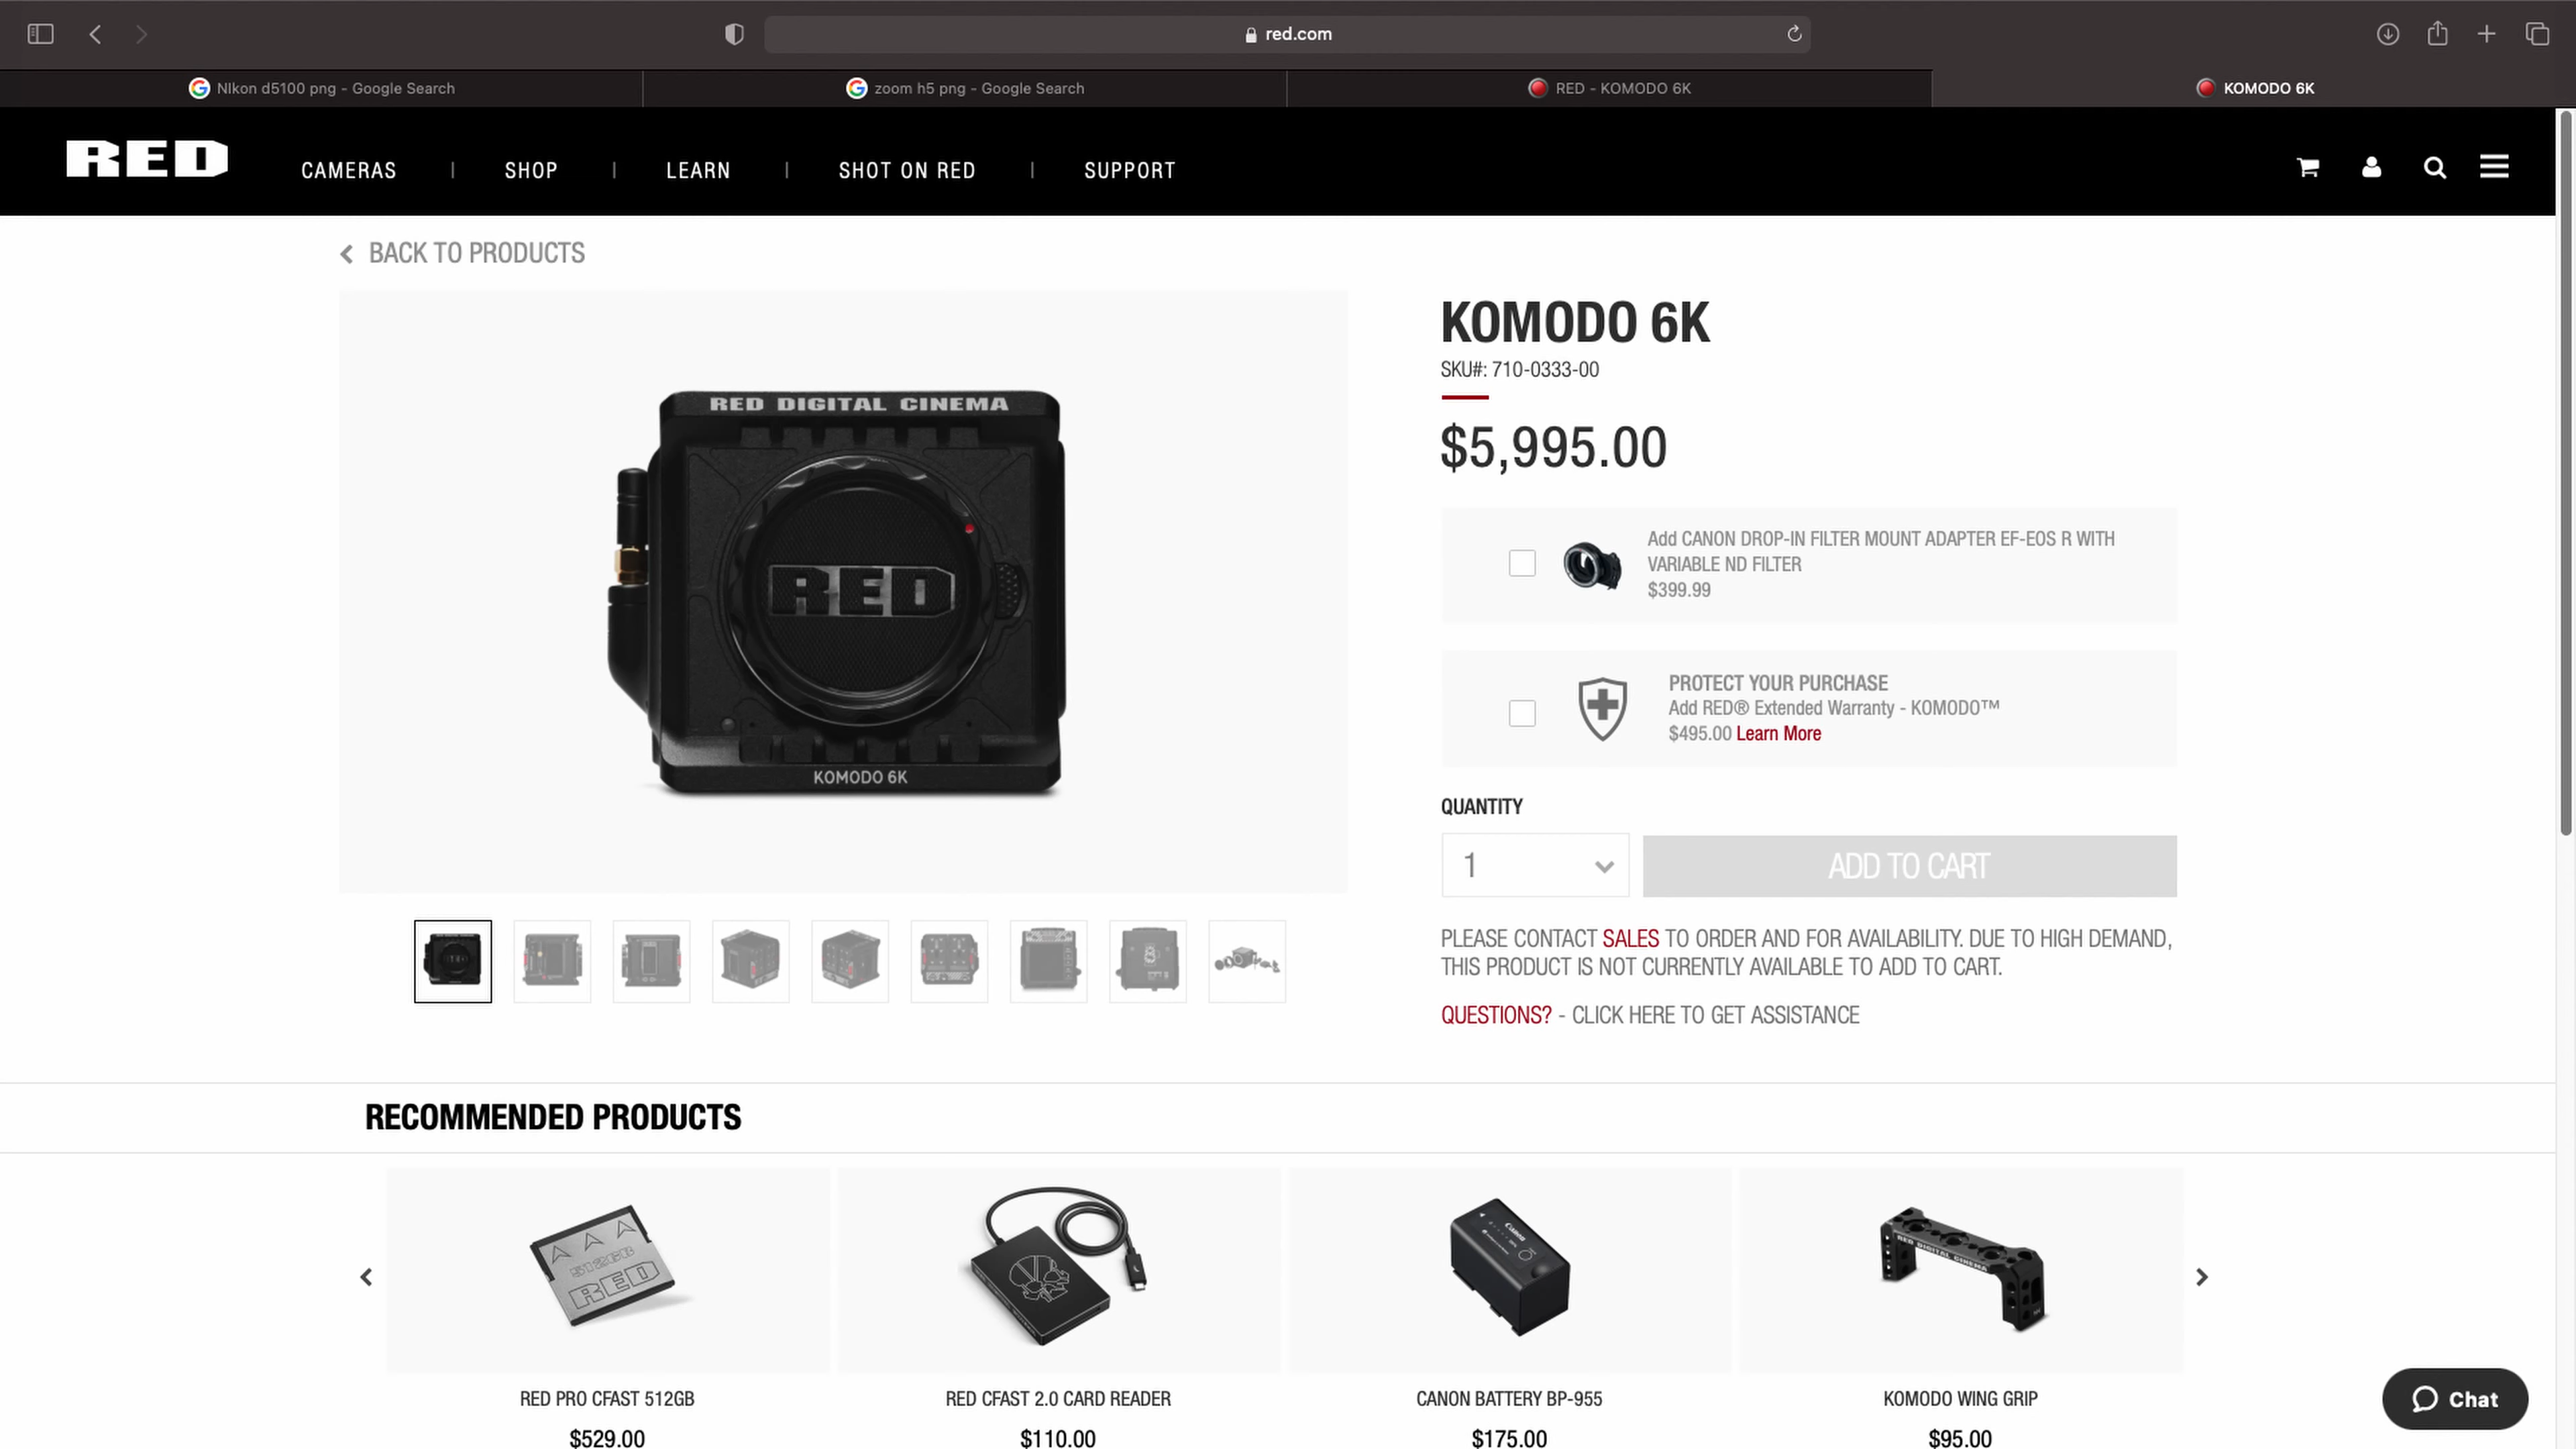 red.com
NIkon d5100 png - Google Search
zoom h5 png - Google Search
RED - KOMODO 6K
KOMODO 6K
RED
CAMERAS | SHOP | LEARN | SHOT ON RED | SUPPORT
BACK TO PRODUCTS
RED DIGITAL CINEMA
RED
KOMODO 6K
KOMODO 6K
SKU#: 710-0333-00
$5,995.00
Add CANON DROP-IN FILTER MOUNT ADAPTER EF-EOS R WITH
VARIABLE ND FILTER
$399.99
PROTECT YOUR PURCHASE
Add RED® Extended Warranty - KOMODO™
$495.00 Learn More
QUANTITY
1
ADD TO CART
PLEASE CONTACT SALES TO ORDER AND FOR AVAILABILITY. DUE TO HIGH DEMAND,
THIS PRODUCT IS NOT CURRENTLY AVAILABLE TO ADD TO CART.
QUESTIONS? - CLICK HERE TO GET ASSISTANCE
RECOMMENDED PRODUCTS
512GB
RED
Canon
RED DIGITAL CINEMA
RED PRO CFAST 512GB
$529.00
RED CFAST 2.0 CARD READER
$110.00
CANON BATTERY BP-955
$175.00
KOMODO WING GRIP
$95.00
Chat